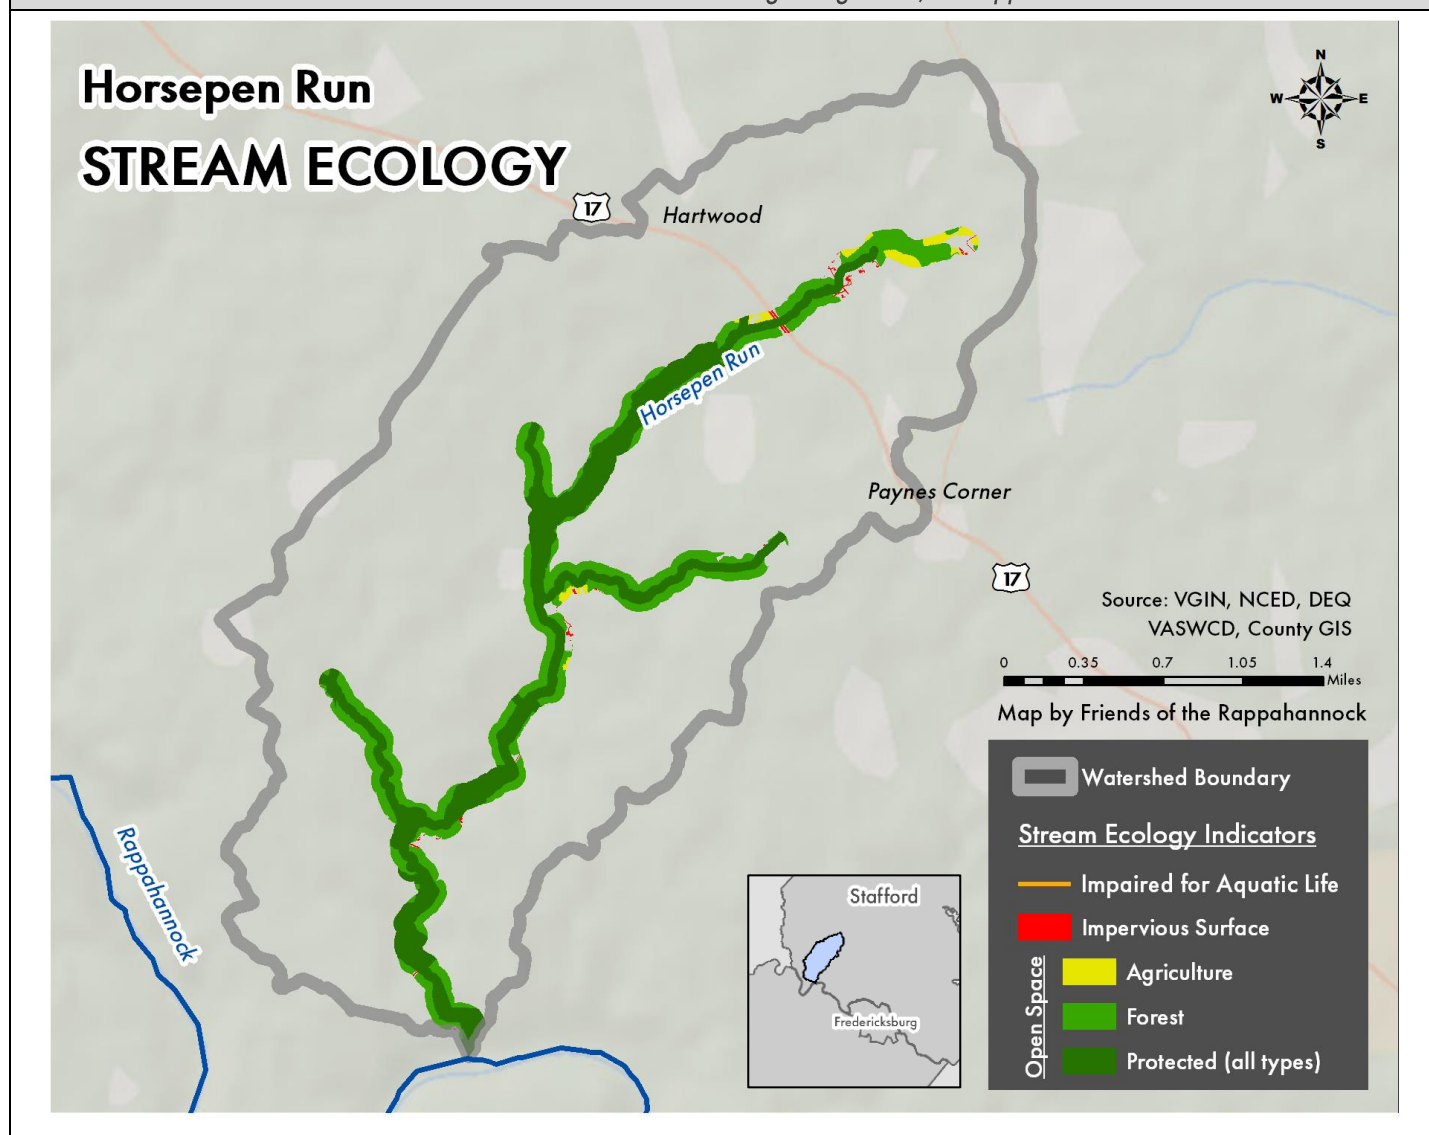 Horsepen Run
STREAM ECOLOGY
N
W E
S
17
Hartwood
Horsepen Run
Paynes Corner
17
Source: VGIN, NCED, DEQ
VASWCD, County GIS
0 0.35 0.7 1.05 1.4
Miles
Map by Friends of the Rappahannock
Watershed Boundary
Stream Ecology Indicators
Impaired for Aquatic Life
Impervious Surface
Open Space
Agriculture
Forest
Protected (all types)
Rappahannock
Stafford
Fredericksburg